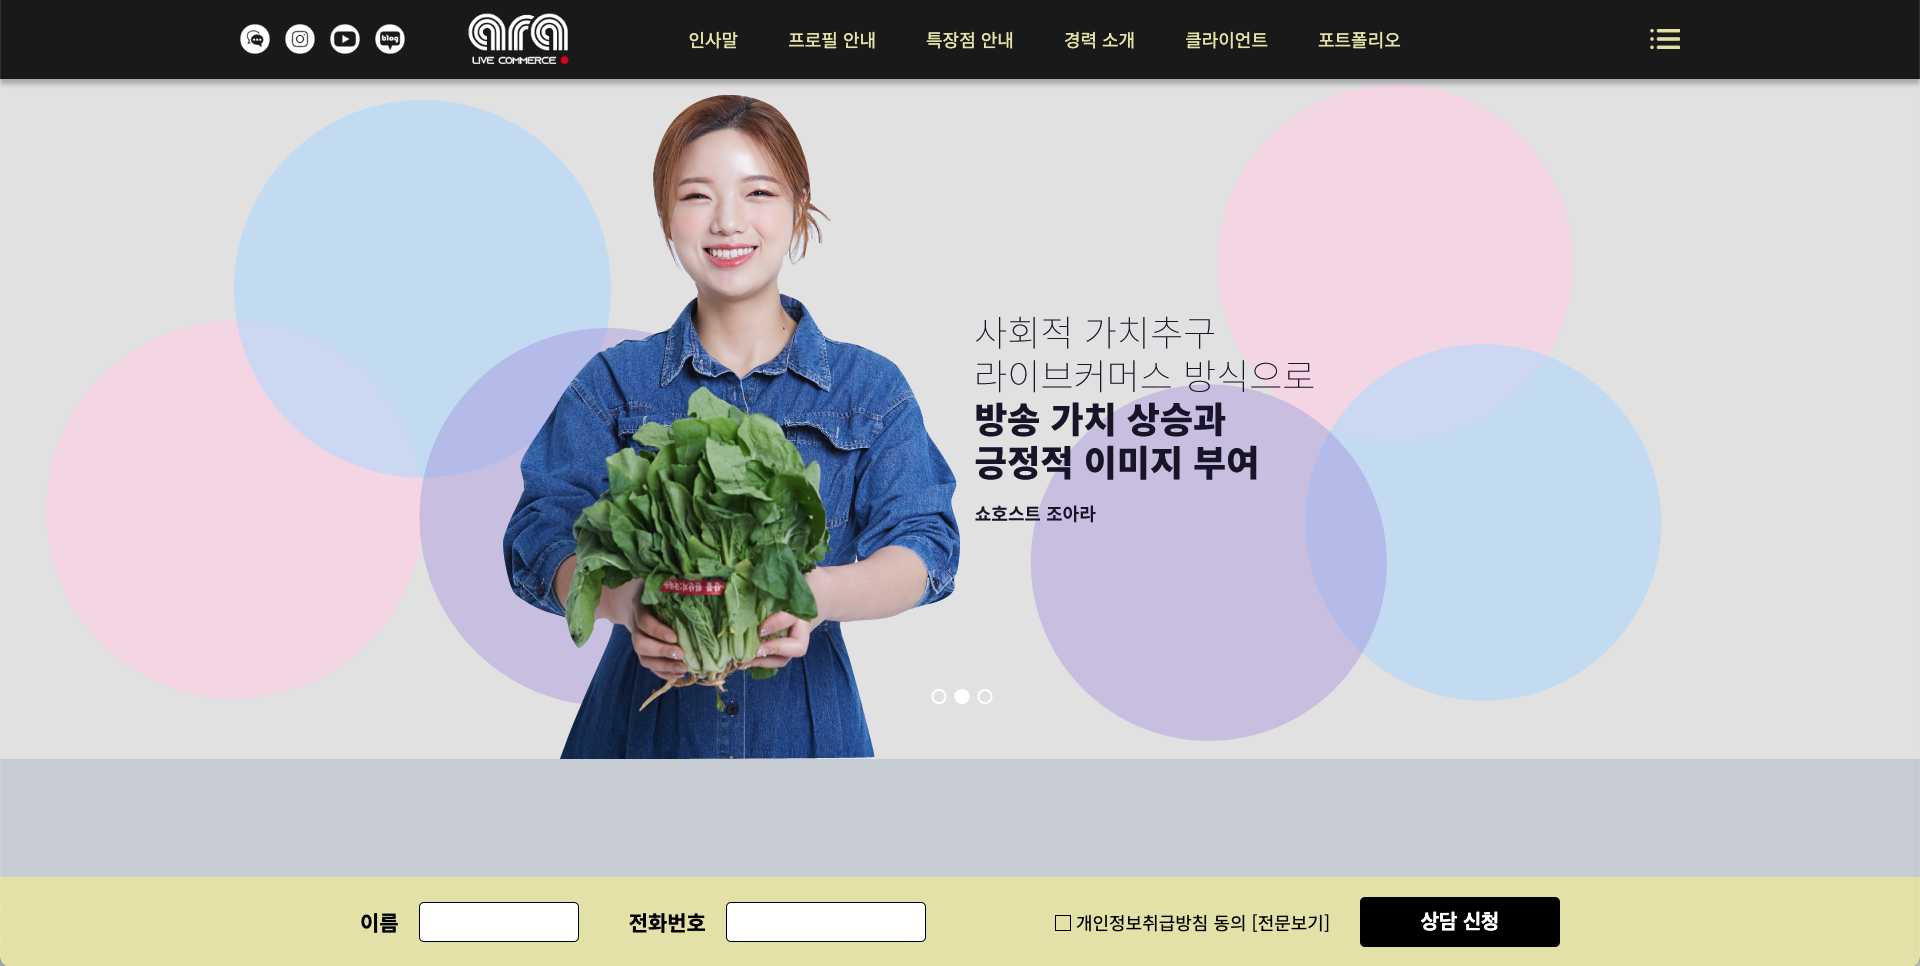 blog
ara
LIVE COMMERCE
인사말
프로필 안내
특장점 안내
경력 소개
클라이언트
포트폴리오
사회적 가치추구
라이브커머스 방식으로
방송 가치 상승과
긍정적 이미지 부여
쇼호스트 조아라
이름
전화번호
개인정보취급방침 동의 [전문보기]
상담 신청